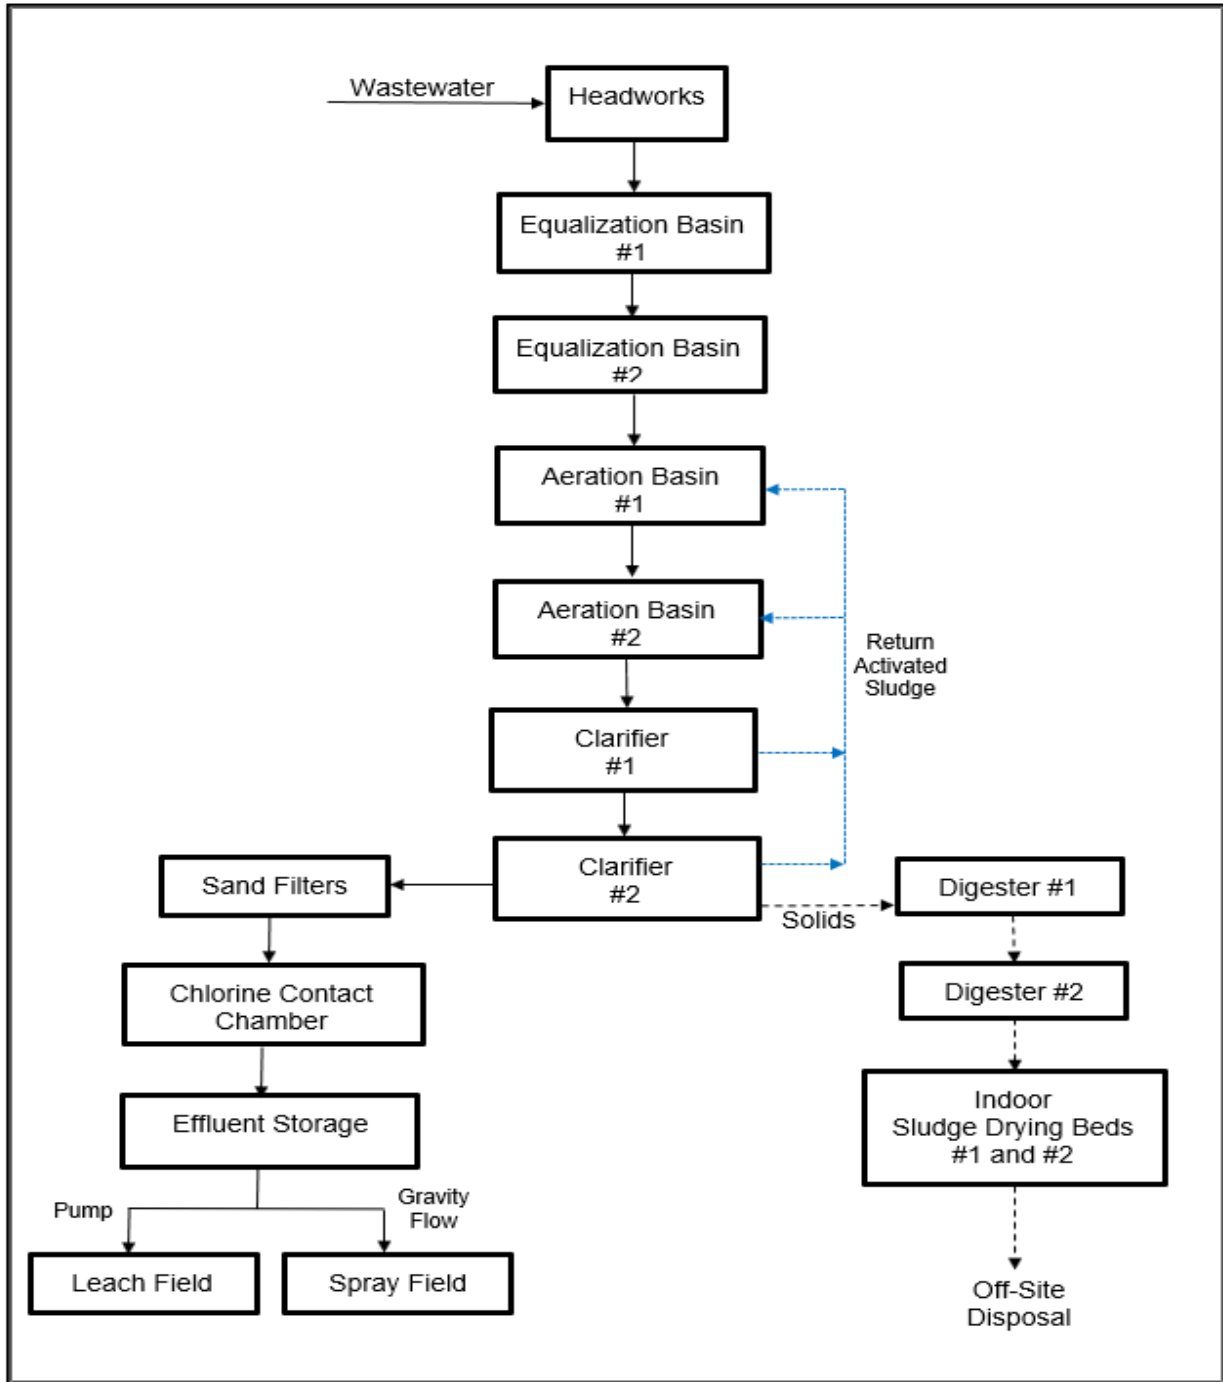 Wastewater
Headworks
Equalization Basin
#1
Equalization Basin
#2
Aeration Basin
#1
Aeration Basin
#2
Return
Activated
Sludge
Clarifier
#1
Clarifier
#2
Sand Filters
Solids
Digester #1
Chlorine Contact
Chamber
Digester #2
Effluent Storage
Indoor
Sludge Drying Beds
#1 and #2
Pump
Gravity
Flow
Leach Field
Spray Field
Off-Site
Disposal